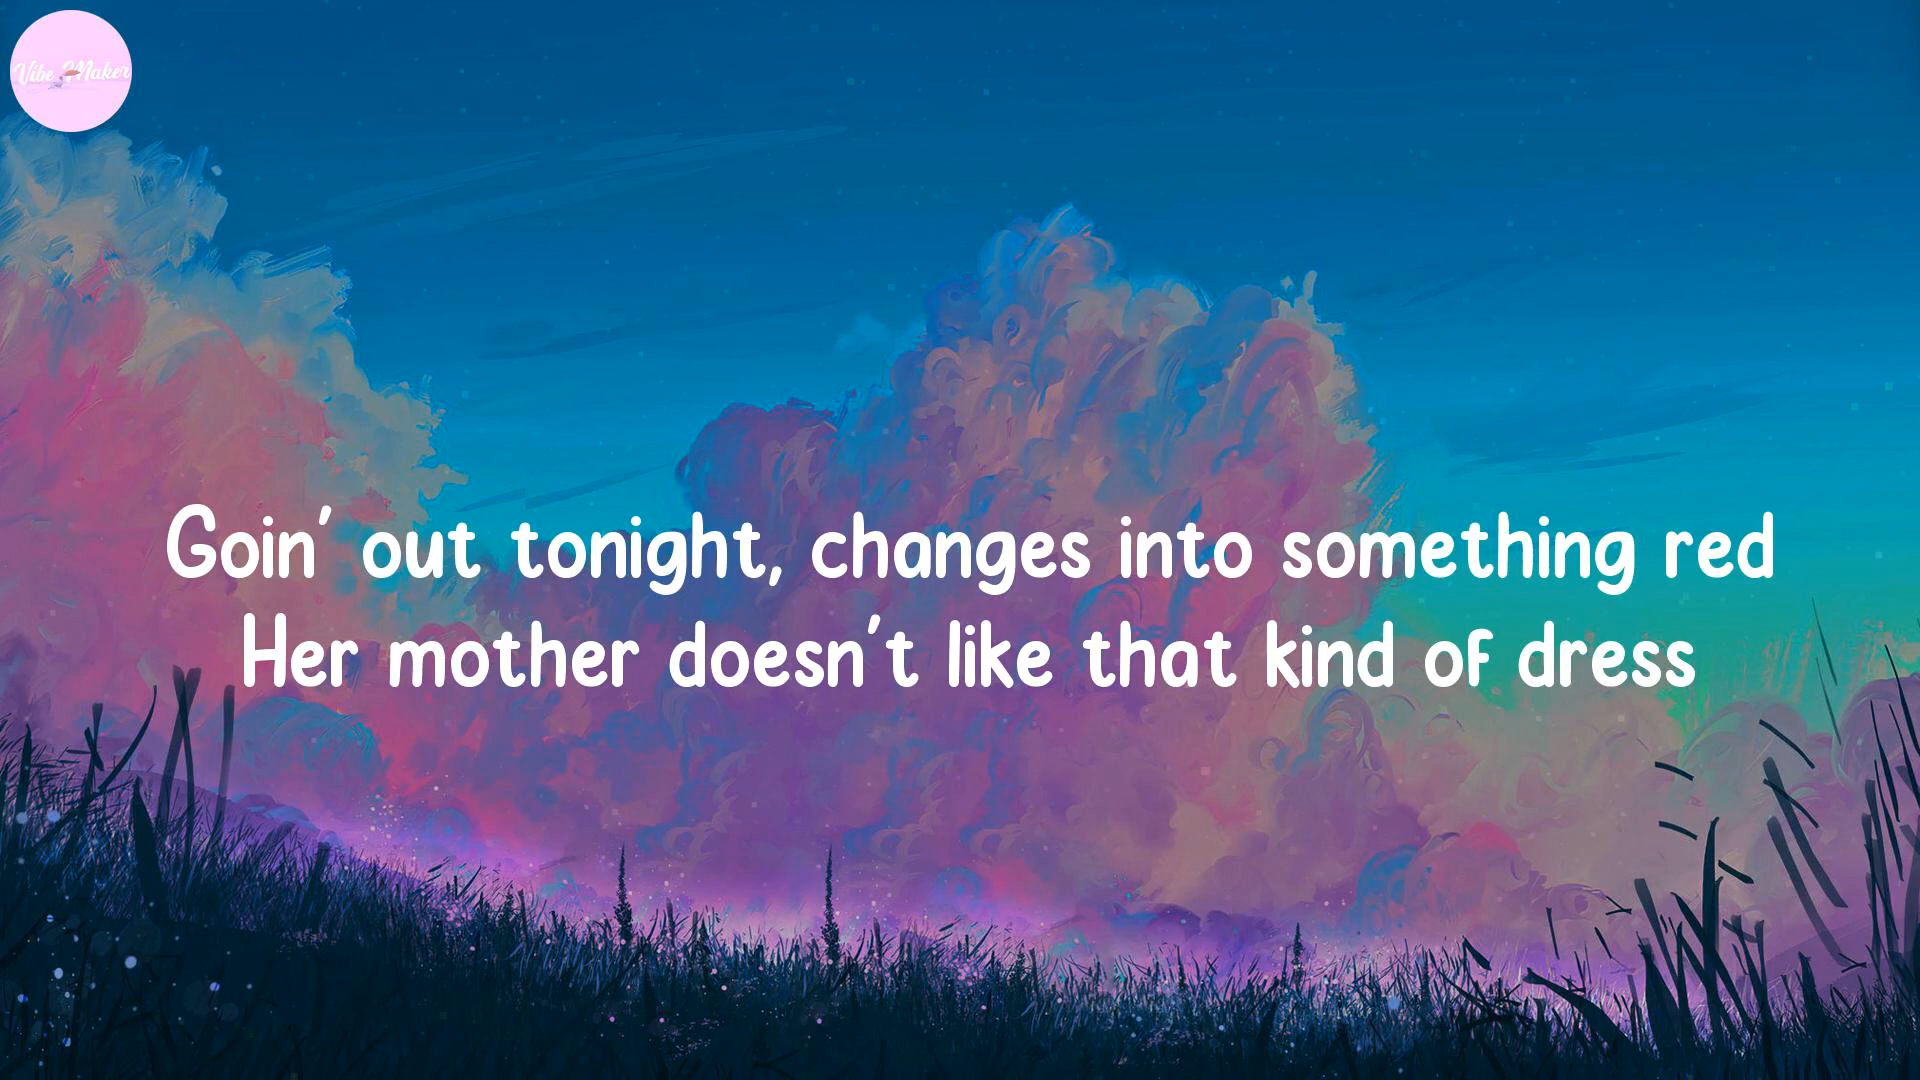 Vibe Maker
Goin' out tonight, changes into something red
Her mother doesn't like that kind of dress